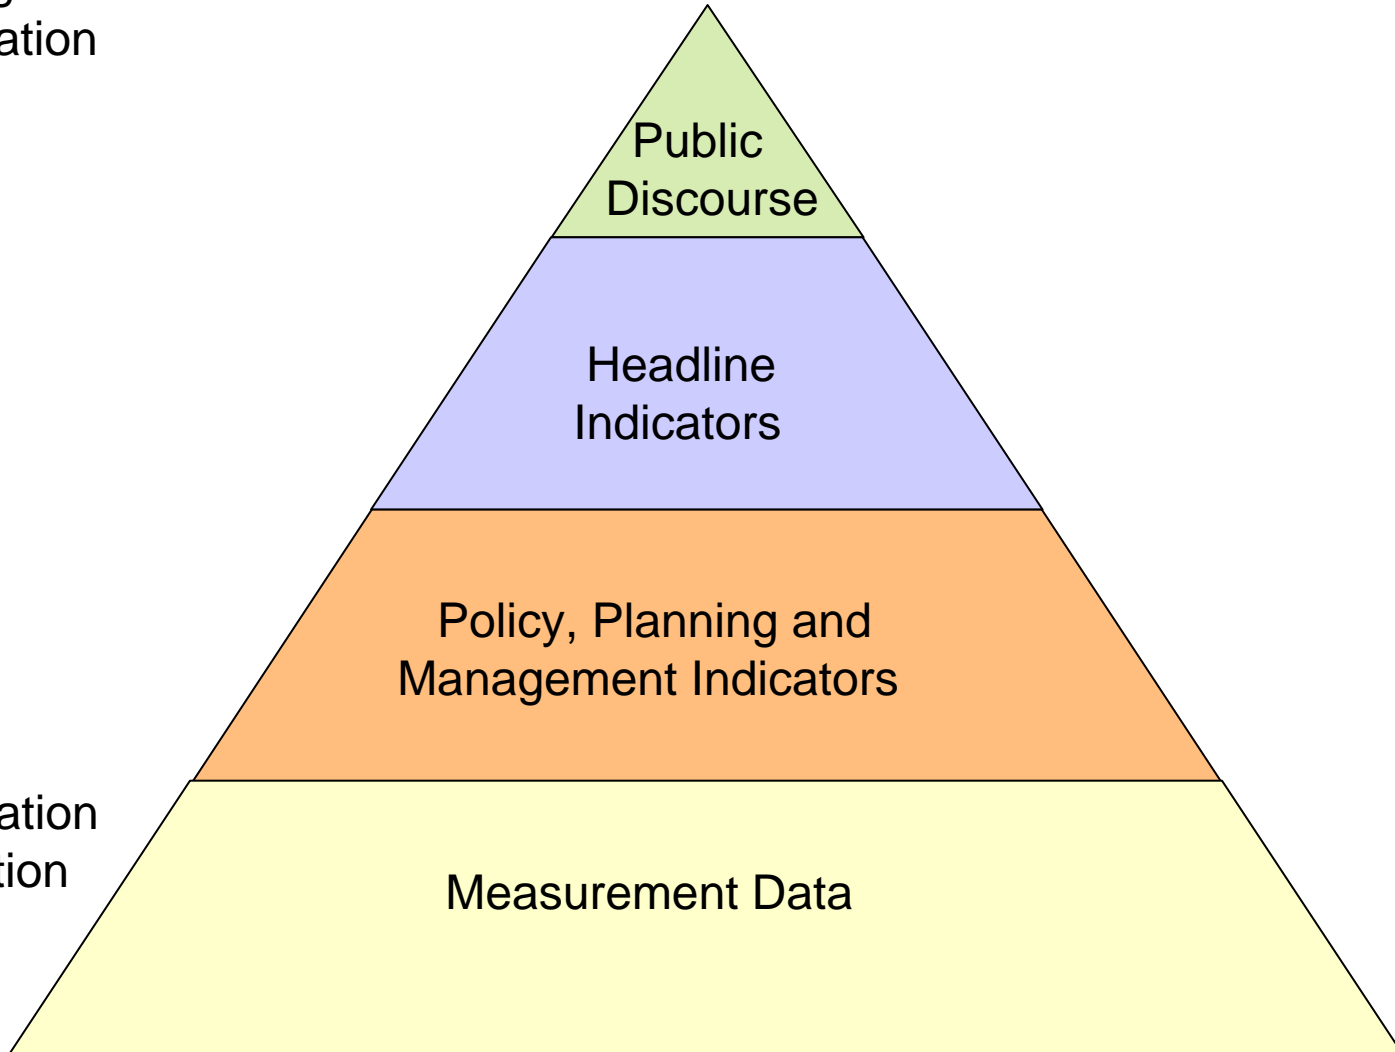 ation
Public
Discourse
Headline
Indicators
Policy, Planning and
Management Indicators
ation
tion
Measurement Data